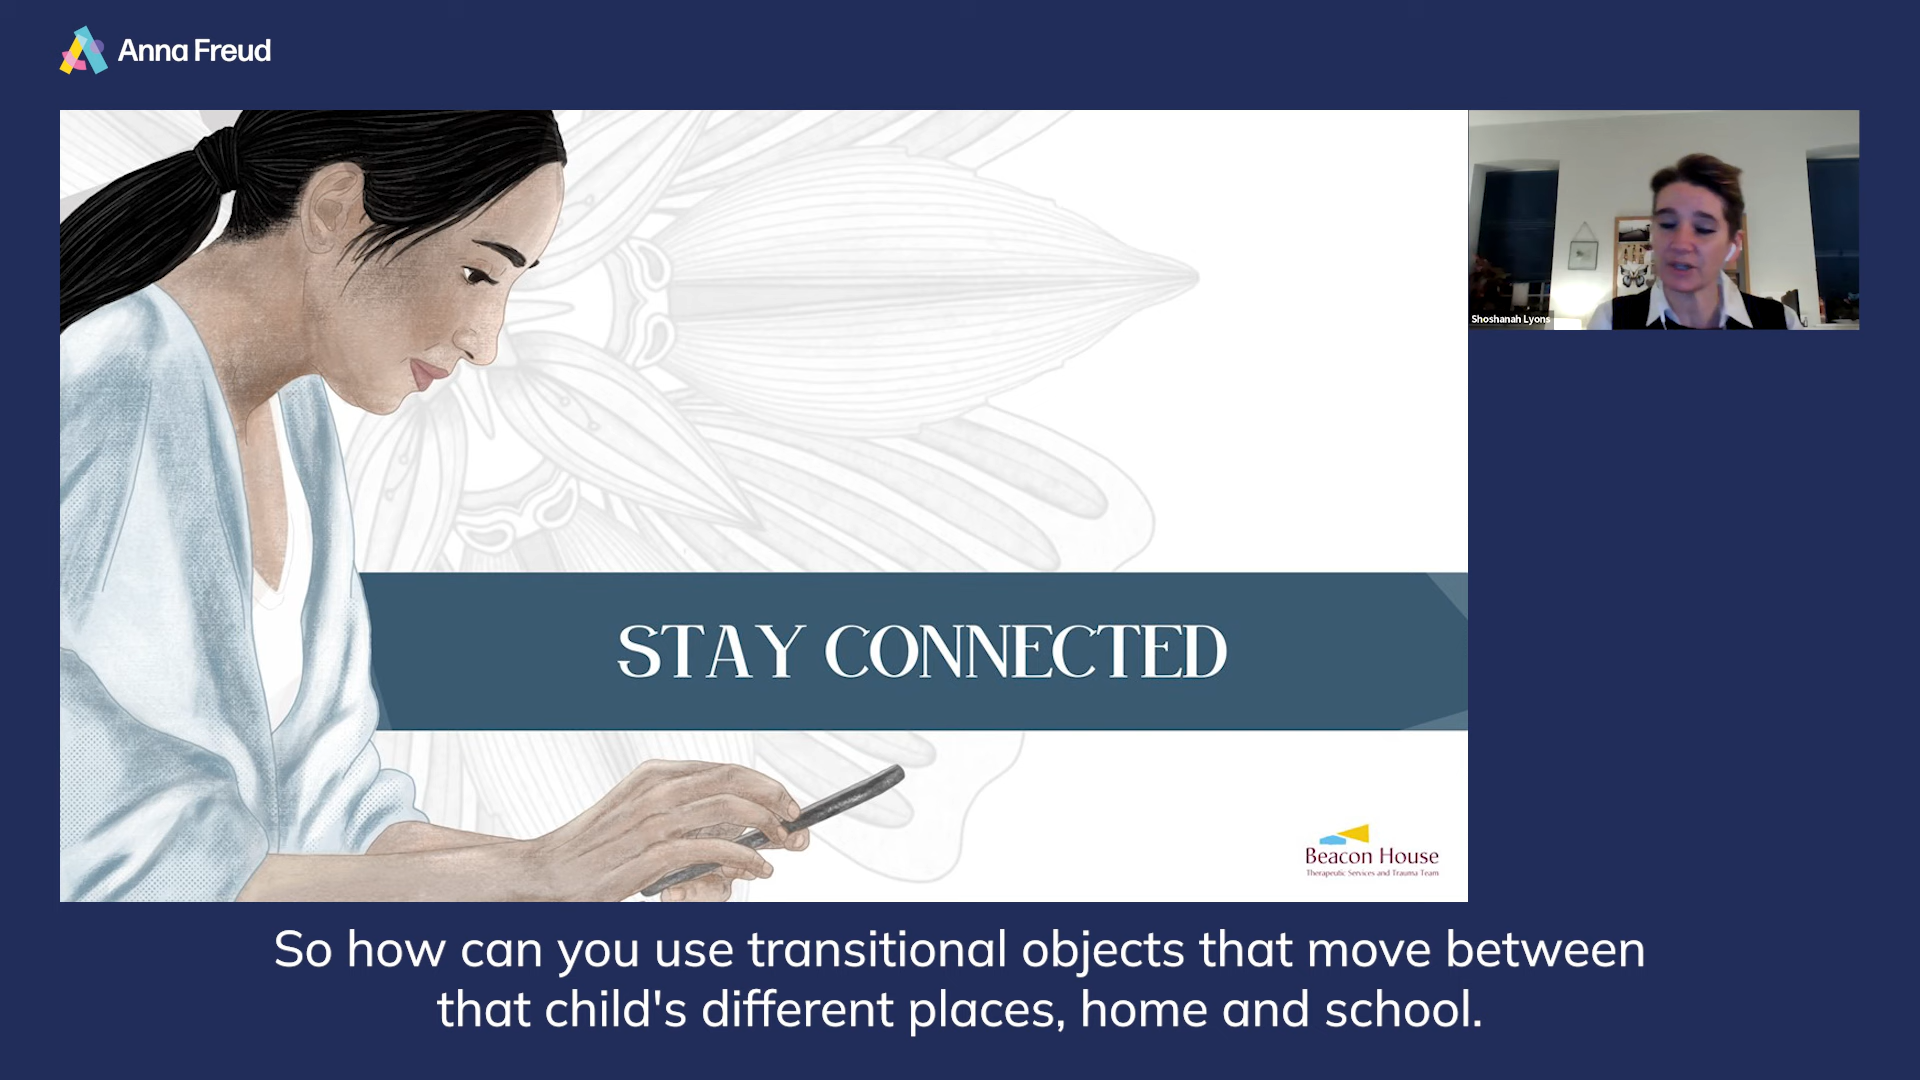 Anna Freud
Shoshanah Lyons
STAY CONNECTED
Beacon House
Therapeutic Services and Trauma Team
So how can you use transitional objects that move between
that child's different places, home and school.